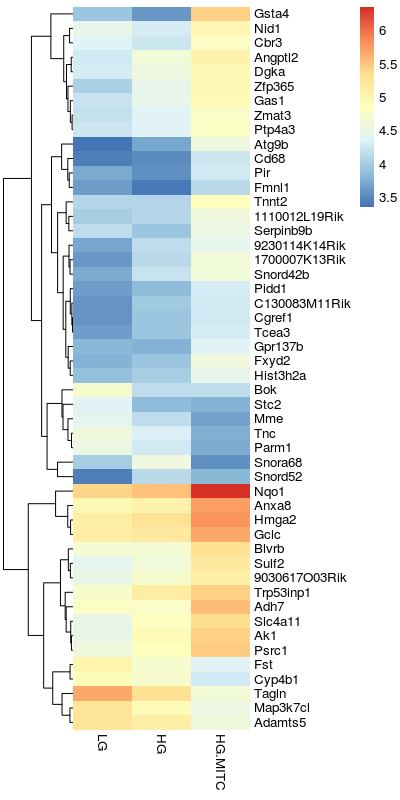 Gsta4
Nid1
Cbr3
Angptl2
Dgka
Zfp365
Gas1
Zmat3
Ptp4a3
Atg9b
Cd68
Pir
Fmnl1
Tnnt2
1110012L19Rik
Serpinb9b
9230114K14Rik
1700007K13Rik
Snord42b
Pidd1
C130083M11Rik
Cgref1
Tcea3
Gpr137b
Fxyd2
Hist3h2a
Bok
Stc2
Mme
Tnc
Parm1
Snora68
Snord52
Nqo1
Anxa8
Hmga2
Gclc
Blvrb
Sulf2
9030617O03Rik
Trp53inp1
Adh7
Slc4a11
Ak1
Psrc1
Fst
Cyp4b1
Tagln
Map3k7cl
Adamts5
LG
HG
HG.MITC
6
5.5
5
4.5
4
3.5